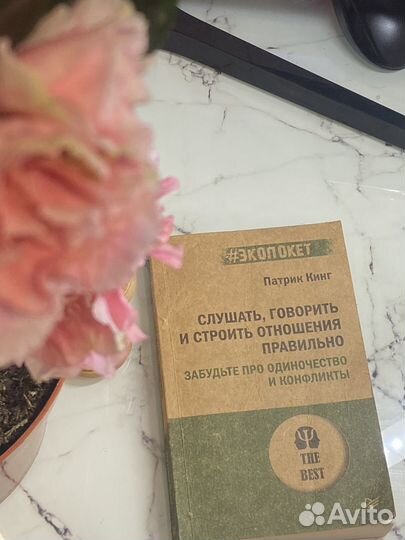 #ЭКОПОКЕТ
Патрик Кинг
СЛУШАТЬ, ГОВОРИТЬ
И СТРОИТЬ ОТНОШЕНИЯ
ПРАВИЛЬНО
ЗАБУДЬТЕ ПРО ОДИНОЧЕСТВО
И КОНФЛИКТЫ
THE
BEST
Avito